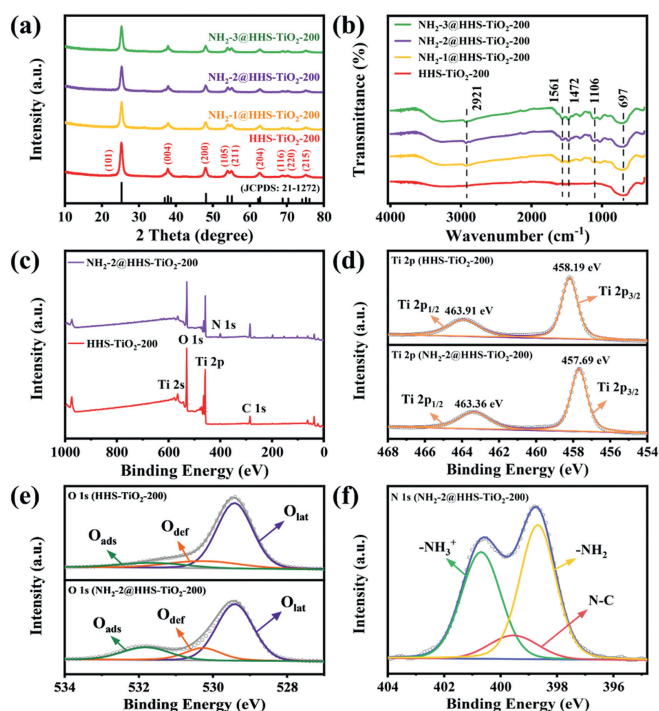 (a)
Intensity (a.u.)
NH₂-3@HHS-TiO₂-200
NH₂-2@HHS-TiO₂-200
NH₂-1@HHS-TiO₂-200
HHS-TiO₂-200
(101)
(004)
(200)
(105)
(211)
(204)
(116)
(220)
(215)
(JCPDS: 21-1272)
10 20 30 40 50 60 70 80
2 Theta (degree)
(b)
Transmittance (%)
NH₂-3@HHS-TiO₂-200
NH₂-2@HHS-TiO₂-200
NH₂-1@HHS-TiO₂-200
HHS-TiO₂-200
2921
1561
1472
1106
697
4000 3000 2000 1000
Wavenumber (cm⁻¹)
(c)
Intensity (a.u.)
NH₂-2@HHS-TiO₂-200
N 1s
HHS-TiO₂-200
O 1s
Ti 2p
Ti 2s
C 1s
1000 800 600 400 200 0
Binding Energy (eV)
(d)
Intensity (a.u.)
Ti 2p (HHS-TiO₂-200)
458.19 eV
Ti 2p₁/₂
463.91 eV
Ti 2p₃/₂
Ti 2p (NH₂-2@HHS-TiO₂-200)
457.69 eV
Ti 2p₁/₂
463.36 eV
Ti 2p₃/₂
468 466 464 462 460 458 456 454
Binding Energy (eV)
(e)
Intensity (a.u.)
O 1s (HHS-TiO₂-200)
Oads
Odef
Olat
O 1s (NH₂-2@HHS-TiO₂-200)
Oads
Odef
Olat
534 532 530 528
Binding Energy (eV)
(f)
Intensity (a.u.)
N 1s (NH₂-2@HHS-TiO₂-200)
-NH₃⁺
-NH₂
N-C
404 402 400 398 396
Binding Energy (eV)